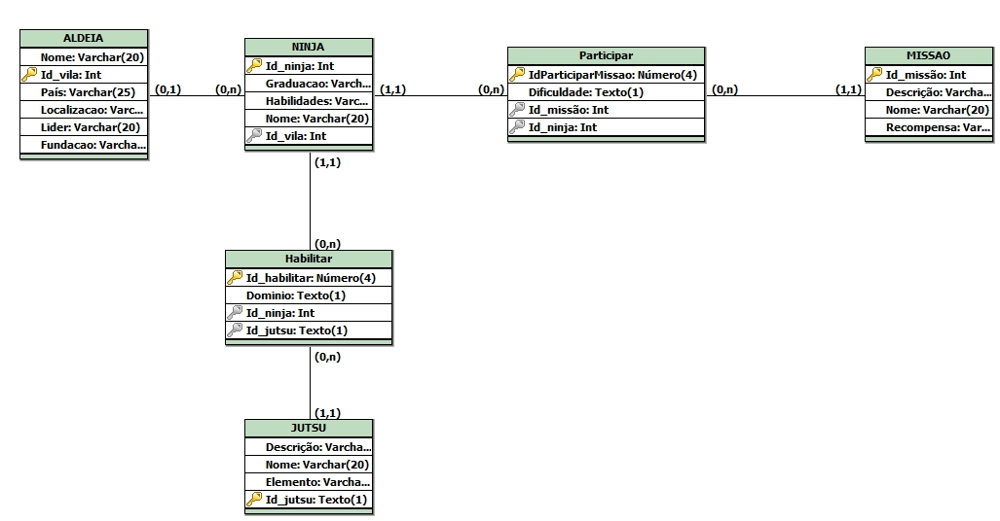 ALDEIA
Nome: Varchar(20)
Id_vila: Int
País: Varchar(25)
Localizacao: Varc...
Lider: Varchar(20)
Fundacao: Varcha...
(0,1)
(0,n)
NINJA
Id_ninja: Int
Graduacao: Varch...
Habilidades: Varc...
Nome: Varchar(20)
Id_vila: Int
(1,1)
(0,n)
Participar
IdParticiparMissao: Número(4)
Dificuldade: Texto(1)
Id_missão: Int
Id_ninja: Int
(0,n)
(1,1)
MISSAO
Id_missão: Int
Descrição: Varcha...
Nome: Varchar(20)
Recompensa: Var...
(1,1)
(0,n)
Habilitar
Id_habilitar: Número(4)
Dominio: Texto(1)
Id_ninja: Int
Id_jutsu: Texto(1)
(0,n)
(1,1)
JUTSU
Descrição: Varcha...
Nome: Varchar(20)
Elemento: Varcha...
Id_jutsu: Texto(1)